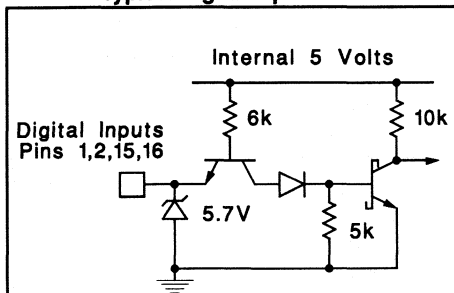 Internal 5 Volts
6k
10k
Digital Inputs
Pins 1,2,15,16
5.7V
5k